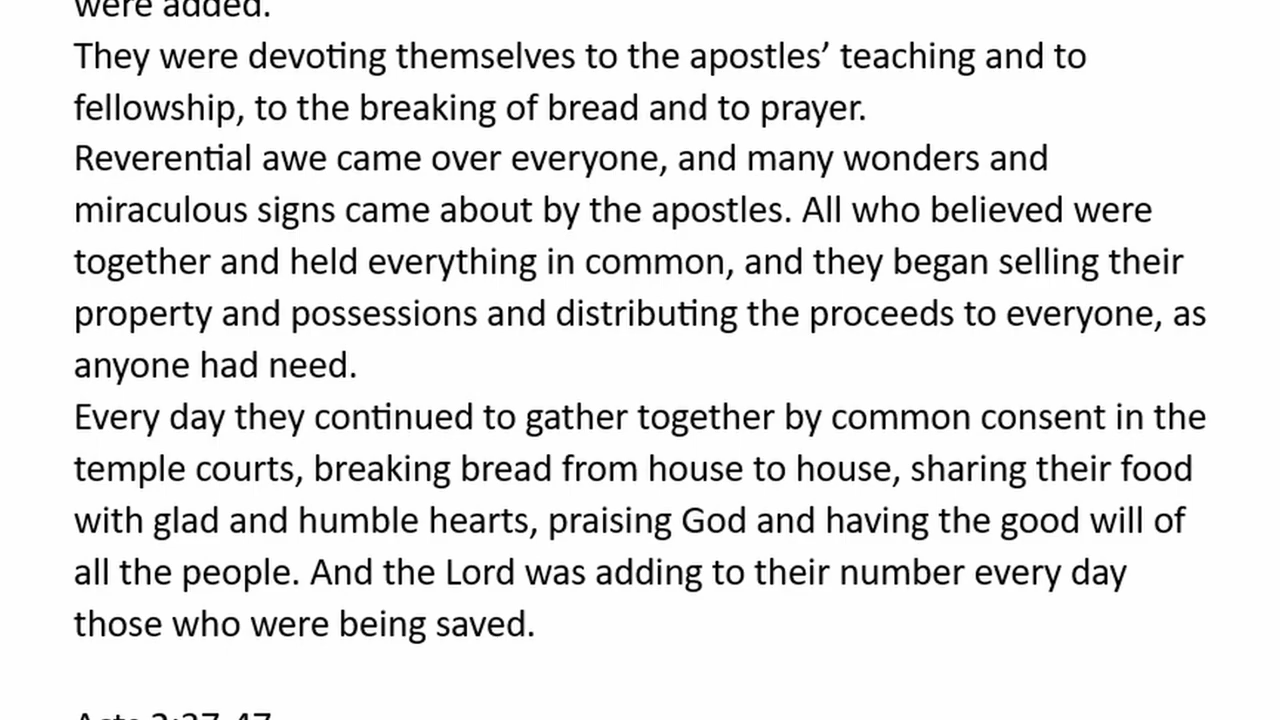 were added.
They were devoting themselves to the apostles’ teaching and to
fellowship, to the breaking of bread and to prayer.
Reverential awe came over everyone, and many wonders and
miraculous signs came about by the apostles. All who believed were
together and held everything in common, and they began selling their
property and possessions and distributing the proceeds to everyone, as
anyone had need.
Every day they continued to gather together by common consent in the
temple courts, breaking bread from house to house, sharing their food
with glad and humble hearts, praising God and having the good will of
all the people. And the Lord was adding to their number every day
those who were being saved.
Acts 2:37-47